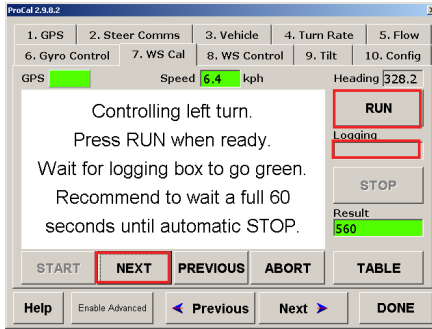 ProCal 2.9.8.2
1. GPS 2. Steer Comms 3. Vehicle 4. Turn Rate 5. Flow
6. Gyro Control 7. WS Cal 8. WS Control 9. Tilt 10. Config
GPS Speed 6.4 kph Heading 328.2
Controlling left turn.
Press RUN when ready.
Wait for logging box to go green.
Recommend to wait a full 60
seconds until automatic STOP.
RUN
Logging
STOP
Result
560
START NEXT PREVIOUS ABORT TABLE
Help Enable Advanced Previous Next DONE